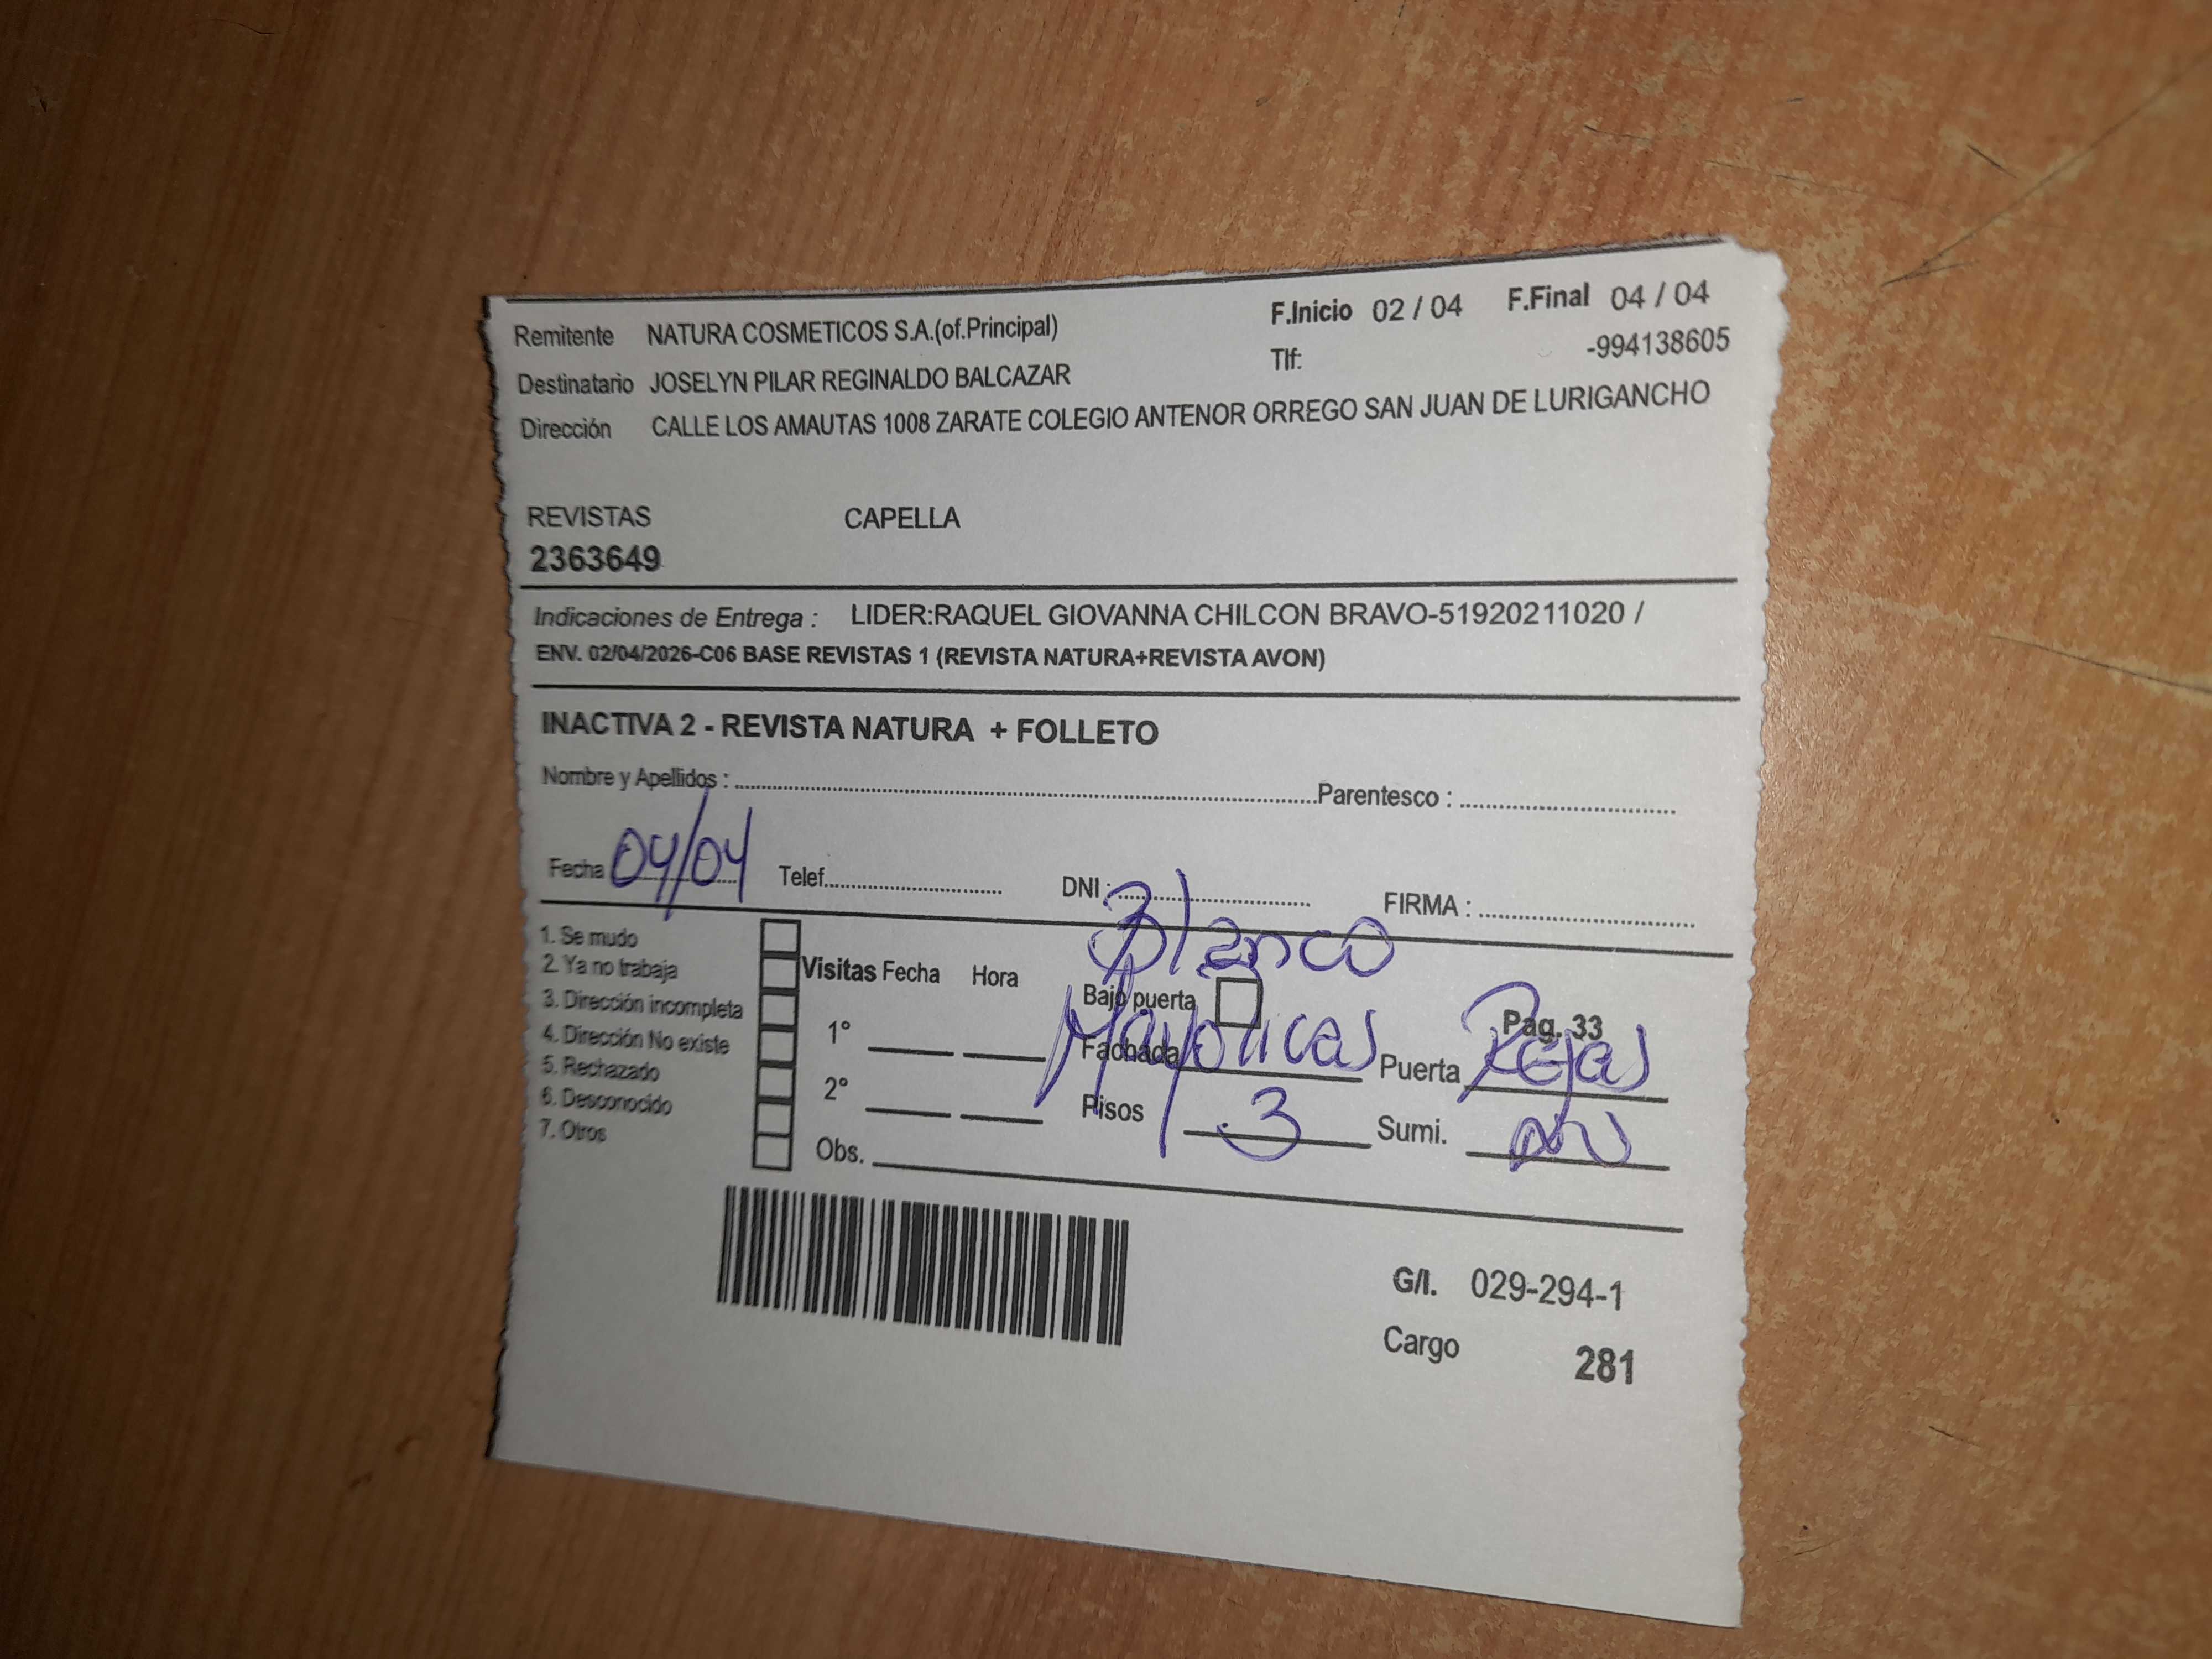 Remitente NATURA COSMETICOS S.A.(of.Principal) F.Inicio 02 / 04 F.Final 04 / 04
Destinatario JOSELYN PILAR REGINALDO BALCAZAR Tlf: -994138605
Dirección CALLE LOS AMAUTAS 1008 ZARATE COLEGIO ANTENOR ORREGO SAN JUAN DE LURIGANCHO
REVISTAS CAPELLA
2363649
Indicaciones de Entrega : LIDER:RAQUEL GIOVANNA CHILCON BRAVO-51920211020 /
ENV. 02/04/2026-C06 BASE REVISTAS 1 (REVISTA NATURA+REVISTA AVON)
INACTIVA 2 - REVISTA NATURA + FOLLETO
Nombre y Apellidos : Parentesco :
Fecha 04/04 Telef. DNI : FIRMA :
1. Se mudo
2. Ya no trabaja
3. Dirección incompleta
4. Dirección No existe
5. Rechazado
6. Desconocido
7. Otros
Visitas Fecha Hora
1°
2°
Obs.
Blanco
Bajo puerta Pag. 33
Fachada Mayolicas Puerta Rejas
Pisos 3 Sumi.
G/I. 029-294-1
Cargo 281